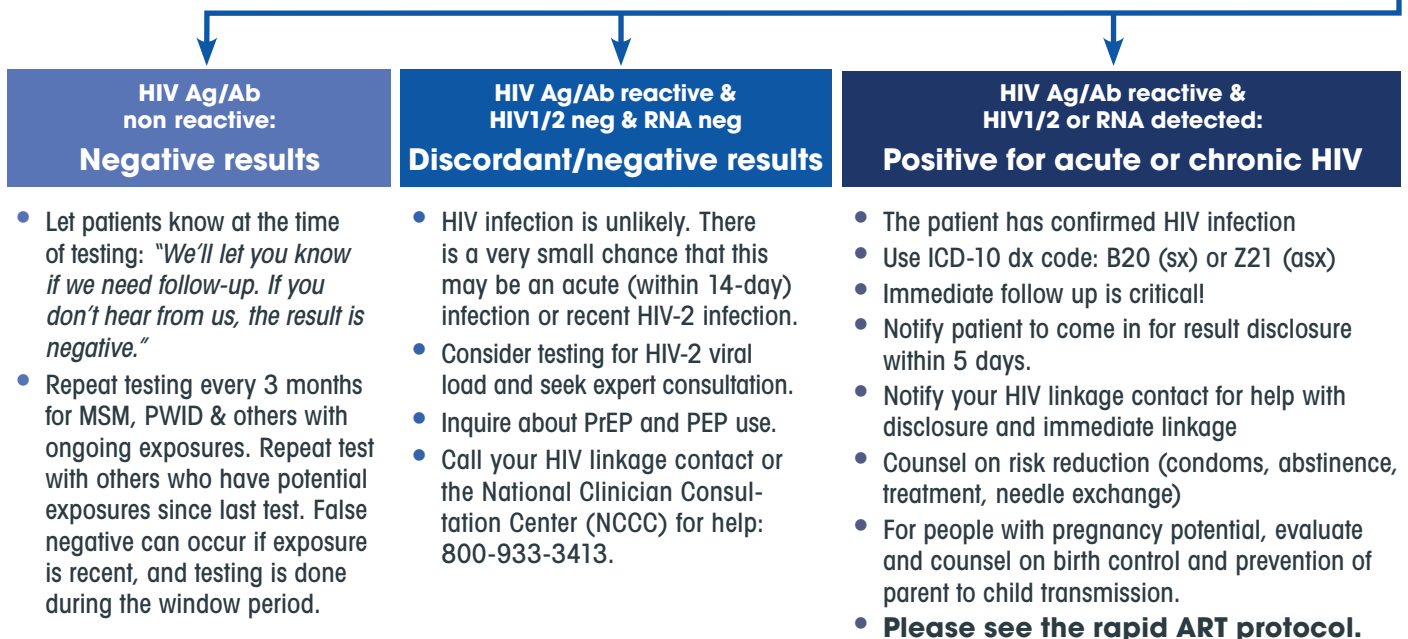 HIV Ag/Ab
non reactive:
Negative results
• Let patients know at the time
of testing: “We’ll let you know
if we need follow-up. If you
don’t hear from us, the result is
negative.”
• Repeat testing every 3 months
for MSM, PWID & others with
ongoing exposures. Repeat test
with others who have potential
exposures since last test. False
negative can occur if exposure
is recent, and testing is done
during the window period.
HIV Ag/Ab reactive &
HIV1/2 neg & RNA neg
Discordant/negative results
• HIV infection is unlikely. There
is a very small chance that this
may be an acute (within 14-day)
infection or recent HIV-2 infection.
• Consider testing for HIV-2 viral
load and seek expert consultation.
• Inquire about PrEP and PEP use.
• Call your HIV linkage contact or
the National Clinician Consul-
tation Center (NCCC) for help:
800-933-3413.
HIV Ag/Ab reactive &
HIV1/2 or RNA detected:
Positive for acute or chronic HIV
• The patient has confirmed HIV infection
• Use ICD-10 dx code: B20 (sx) or Z21 (asx)
• Immediate follow up is critical!
• Notify patient to come in for result disclosure
within 5 days.
• Notify your HIV linkage contact for help with
disclosure and immediate linkage
• Counsel on risk reduction (condoms, abstinence,
treatment, needle exchange)
• For people with pregnancy potential, evaluate
and counsel on birth control and prevention of
parent to child transmission.
• Please see the rapid ART protocol.